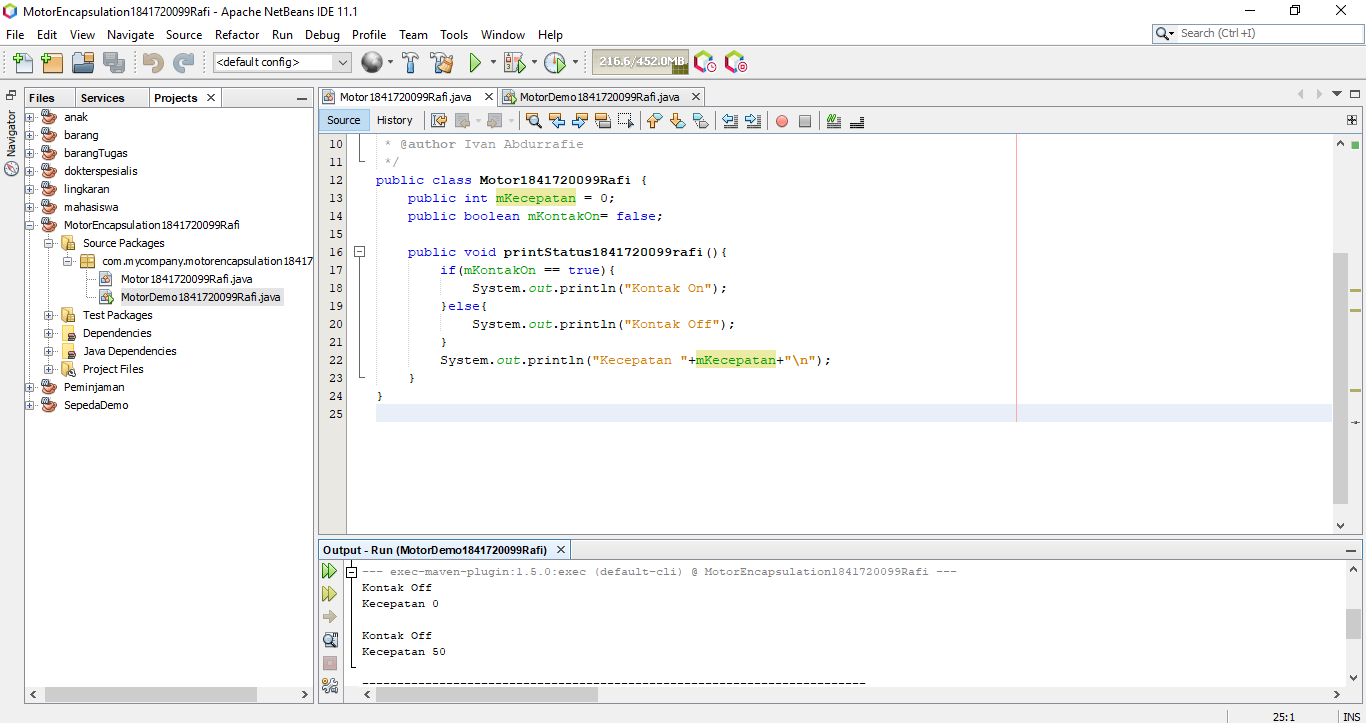 MotorEncapsulation1841720099Rafi - Apache NetBeans IDE 11.1
File Edit View Navigate Source Refactor Run Debug Profile Team Tools Window Help
Search (Ctrl+I)
<default config>
216.6/452.0MB
Navigator
Files Services Projects
anak
barang
barangTugas
dokterspesialis
lingkaran
mahasiswa
MotorEncapsulation1841720099Rafi
Source Packages
com.mycompany.motorencapsulation18417
Motor1841720099Rafi.java
MotorDemo1841720099Rafi.java
Test Packages
Dependencies
Java Dependencies
Project Files
Peminjaman
SepedaDemo
Motor1841720099Rafi.java MotorDemo1841720099Rafi.java
Source History
10 * @author Ivan Abdurrafie
11 */
12 public class Motor1841720099Rafi {
13 public int mKecepatan = 0;
14 public boolean mKontakOn= false;
15
16 public void printStatus1841720099rafi(){
17 if(mKontakOn == true){
18 System.out.println("Kontak On");
19 }else{
20 System.out.println("Kontak Off");
21 }
22 System.out.println("Kecepatan "+mKecepatan+"\n");
23 }
24 }
25
Output - Run (MotorDemo1841720099Rafi)
--- exec-maven-plugin:1.5.0:exec (default-cli) @ MotorEncapsulation1841720099Rafi ---
Kontak Off
Kecepatan 0
Kontak Off
Kecepatan 50
------------------------------------------------------------------------
25:1 INS